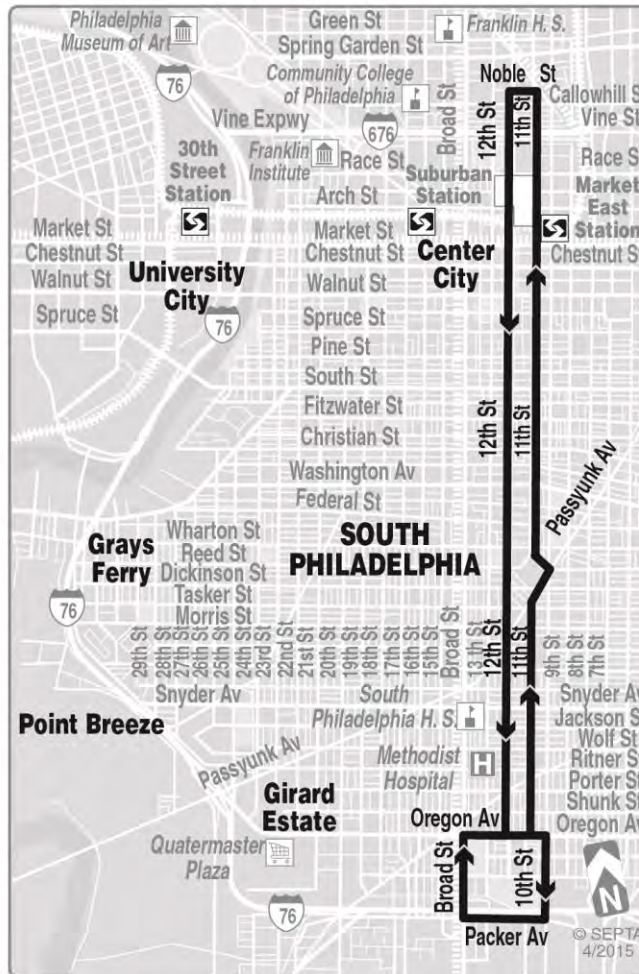 Philadelphia
Museum of Art
Green St
Spring Garden St
Franklin H. S.
76
Community College
of Philadelphia
Noble St
Callowhill S
Vine St
Vine Expwy
676
Broad St
12th St
11th St
30th
Street
Station
Franklin
Institute
Race St
Race S
Arch St
Suburban
Station
Market
East
Station
Market St
Chestnut St
Walnut St
Spruce St
University
City
Market St
Chestnut St
Center
City
Chestnut S
Walnut St
76
Spruce St
Pine St
South St
Fitzwater St
Christian St
12th St
11th St
Washington Av
Federal St
Passyunk Av
Grays
Ferry
Wharton St
Reed St
Dickinson St
Tasker St
Morris St
SOUTH
PHILADELPHIA
76
29th St
28th St
27th St
26th St
25th St
24th St
23rd St
22nd St
21st St
20th St
19th St
18th St
17th St
16th St
15th St
Broad St
13th St
12th St
11th St
9th St
8th St
7th St
Snyder Av
South
Philadelphia H. S.
Snyder Av
Jackson S
Wolf St
Ritner St
Porter St
Shunk St
Oregon Av
Point Breeze
Passyunk Av
Methodist
Hospital
H
Girard
Estate
Oregon Av
Quatermaster
Plaza
Broad St
10th St
N
76
Packer Av
© SEPTA
4/2015